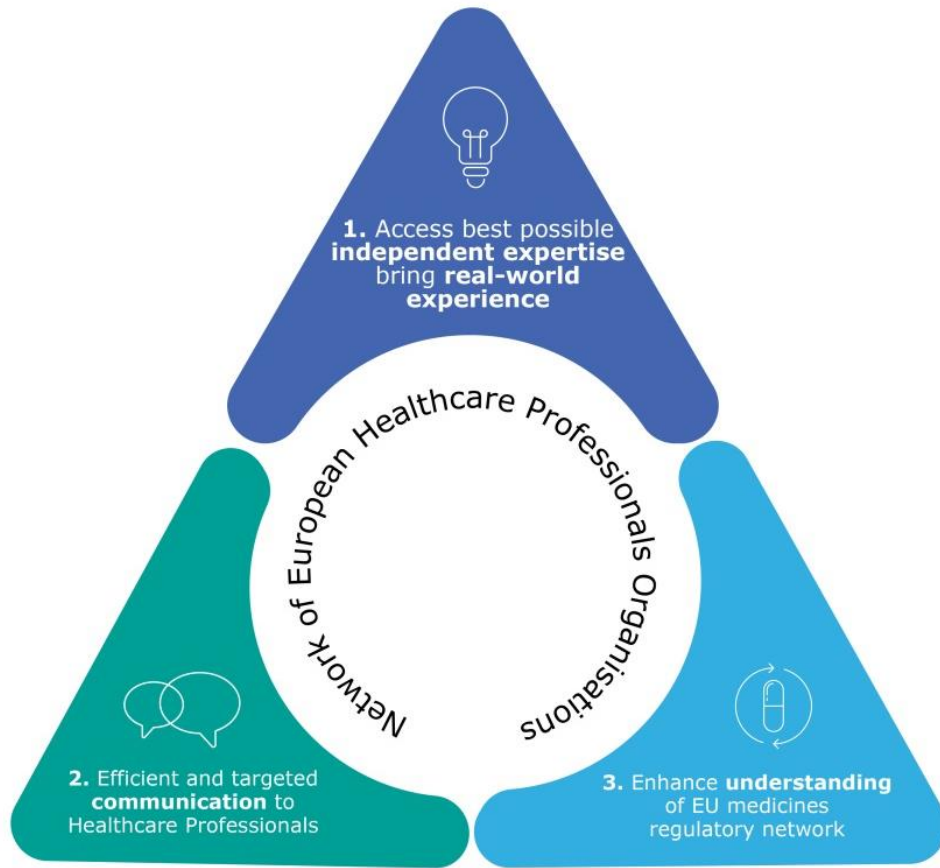 1. Access best possible
independent expertise
bring real-world
experience
Network of European Healthcare Professionals Organisations
2. Efficient and targeted
communication to
Healthcare Professionals
3. Enhance understanding
of EU medicines
regulatory network